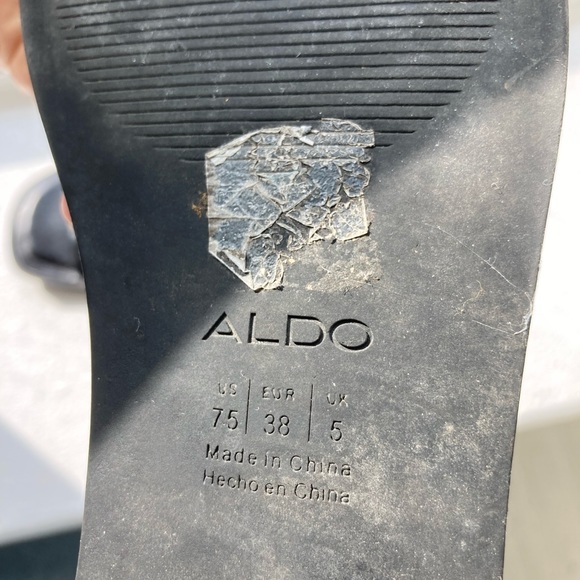 ALDO
US EUR UK
75 38 5
Made in China
Hecho en China